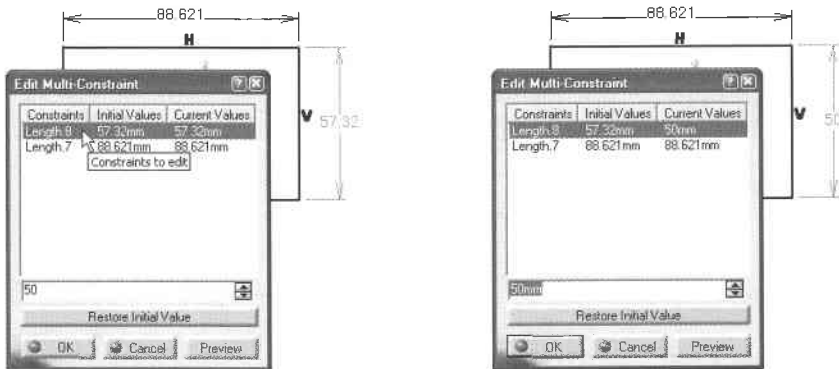 88.621
H
Edit Multi-Constraint
Constraints Initial Values Current Values
Length.8 57.32mm 57.32mm
Length.7 88.621mm 88.621mm
Constraints to edit
V 57.32
50
Restore Initial Value
OK Cancel Preview
88.621
H
Edit Multi-Constraint
Constraints Initial Values Current Values
Length.8 57.32mm 50mm
Length.7 88.621mm 88.621mm
V 50
50mm
Restore Initial Value
OK Cancel Preview